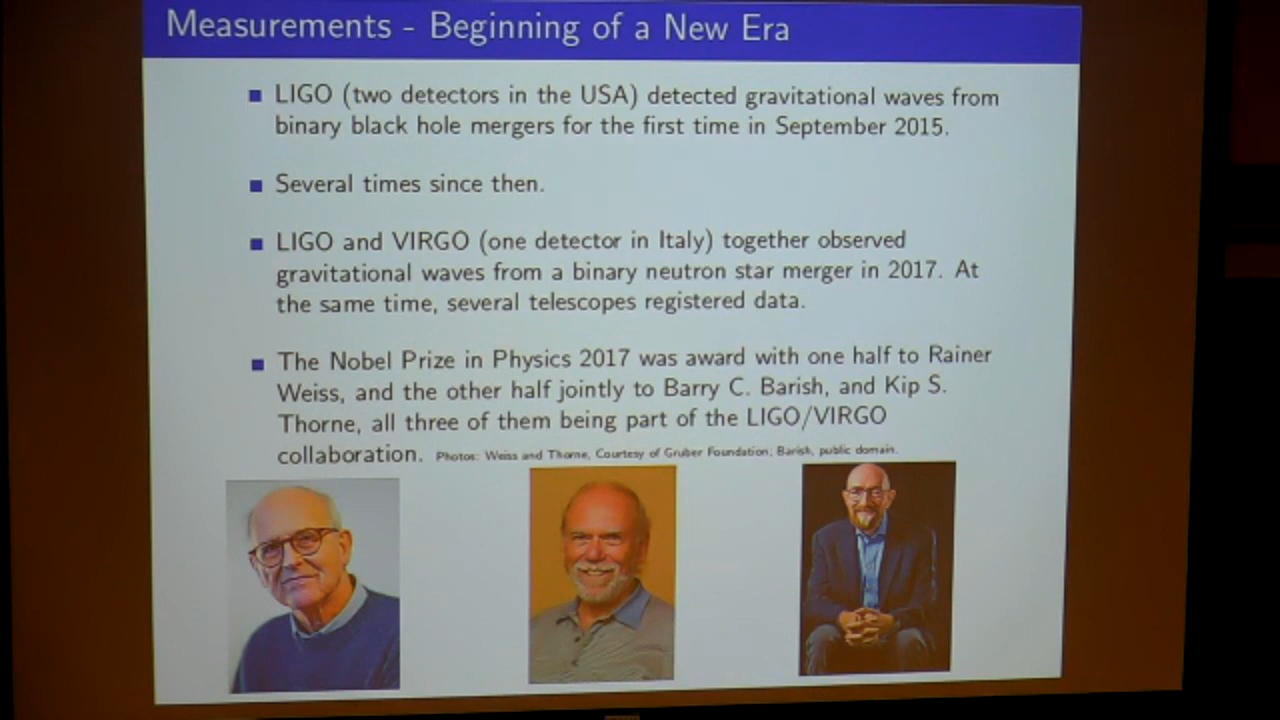 Measurements - Beginning of a New Era
LIGO (two detectors in the USA) detected gravitational waves from
binary black hole mergers for the first time in September 2015.
Several times since then.
LIGO and VIRGO (one detector in Italy) together observed
gravitational waves from a binary neutron star merger in 2017. At
the same time, several telescopes registered data.
The Nobel Prize in Physics 2017 was award with one half to Rainer
Weiss, and the other half jointly to Barry C. Barish, and Kip S.
Thorne, all three of them being part of the LIGO/VIRGO
collaboration. Photos: Weiss and Thorne, Courtesy of Gruber Foundation; Barish, public domain.